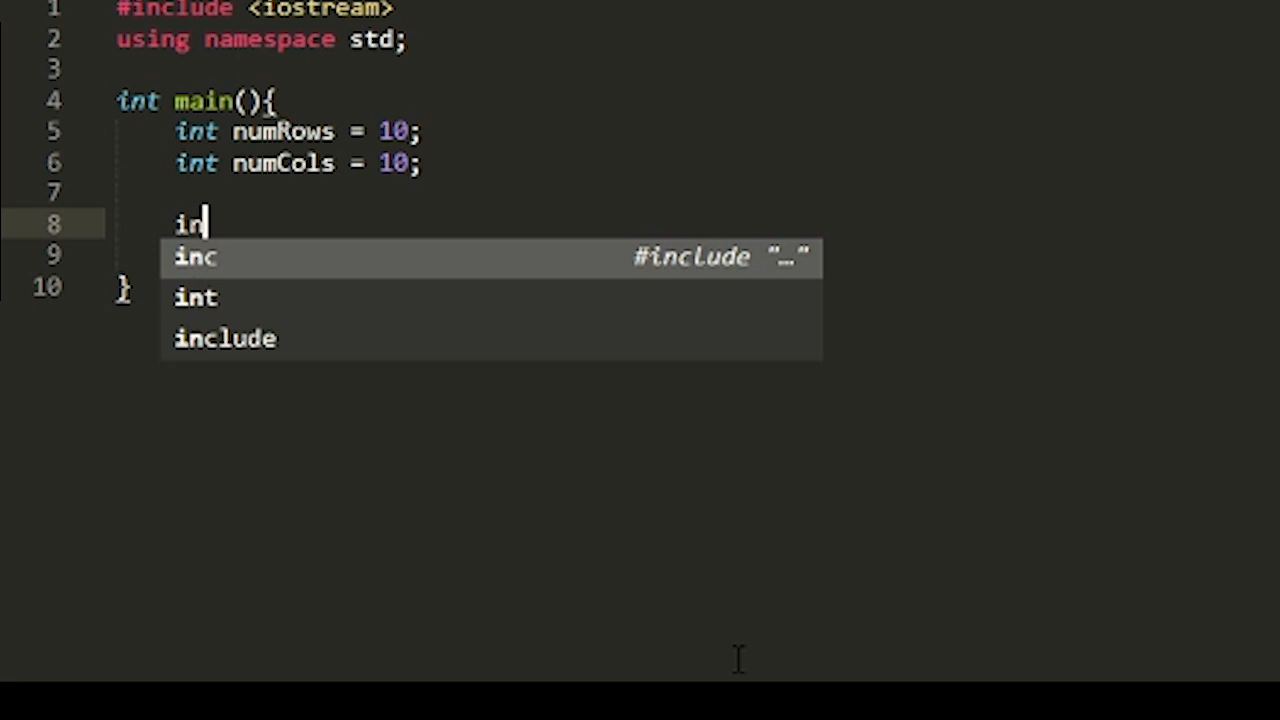 1 #include <iostream>
2 using namespace std;
3
4 int main(){
5 int numRows = 10;
6 int numCols = 10;
7
8 in
9 inc #include "…"
int
10 }
include